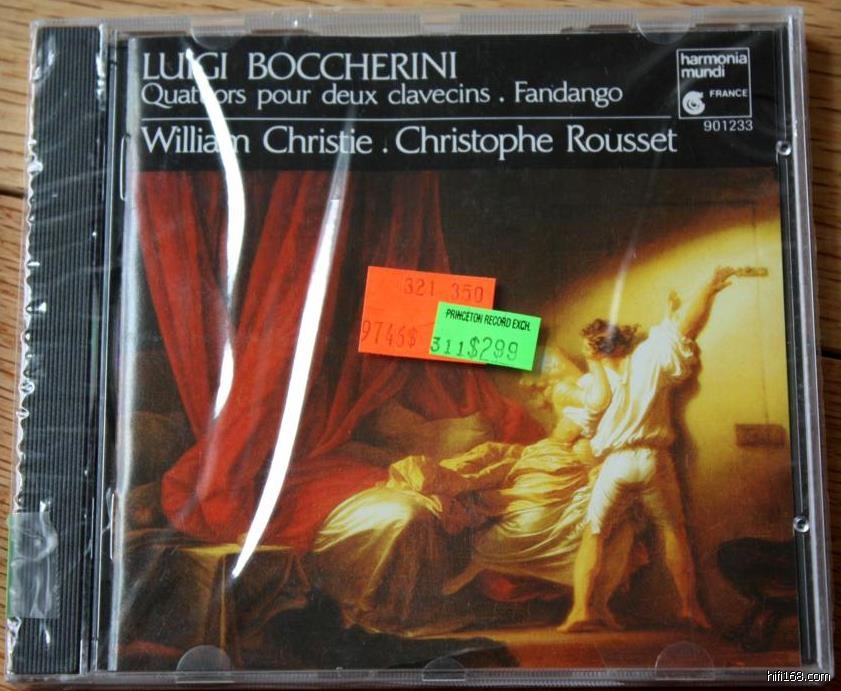 LUIGI BOCCHERINI
Quatuors pour deux clavecins . Fandango
William Christie . Christophe Rousset
harmonia
mundi
FRANCE
901233
321 350
PRINCETON RECORD EXCH.
311$299
hifi168.com